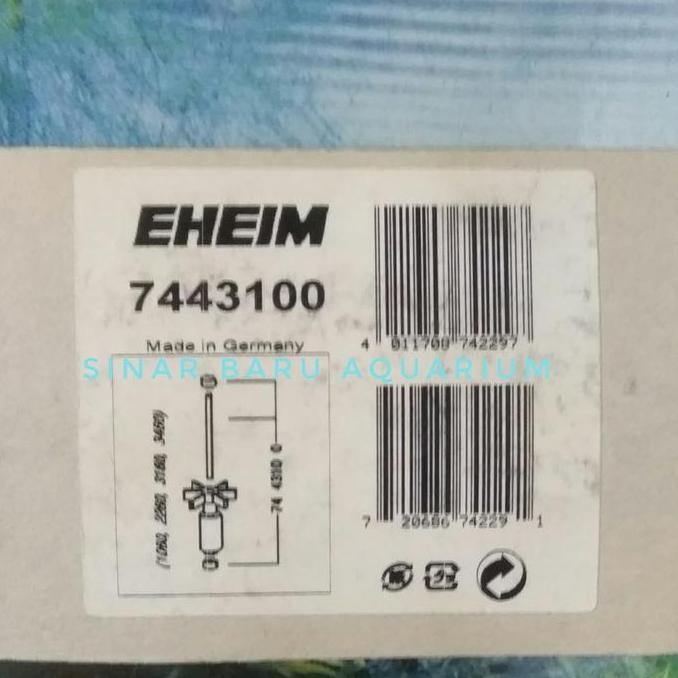 EHEIM
7443100
Made in Germany
SINAR BARU AQUARIUM
4 011708 742297
(1060, 2260, 3160, 3460)
74 4310 0
7 20686 74229 1